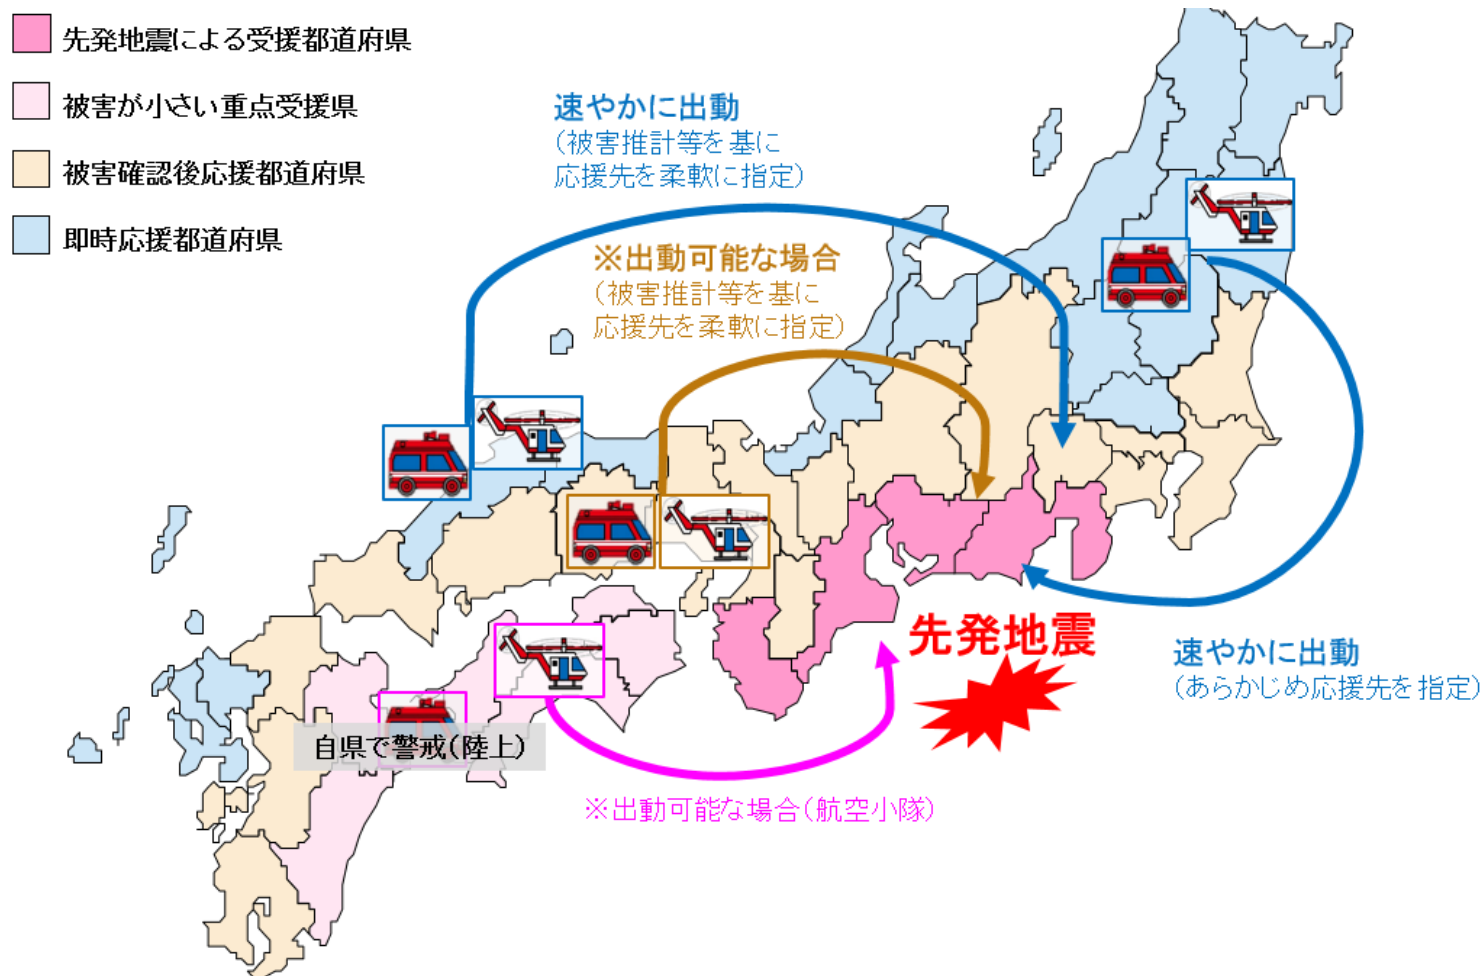 先発地震による受援都道府県
被害が小さい重点受援県
被害確認後応援都道府県
即時応援都道府県
速やかに出動
(被害推計等を基に
応援先を柔軟に指定)
※出動可能な場合
(被害推計等を基に
応援先を柔軟に指定)
先発地震
速やかに出動
(あらかじめ応援先を指定)
自県で警戒(陸上)
※出動可能な場合(航空小隊)